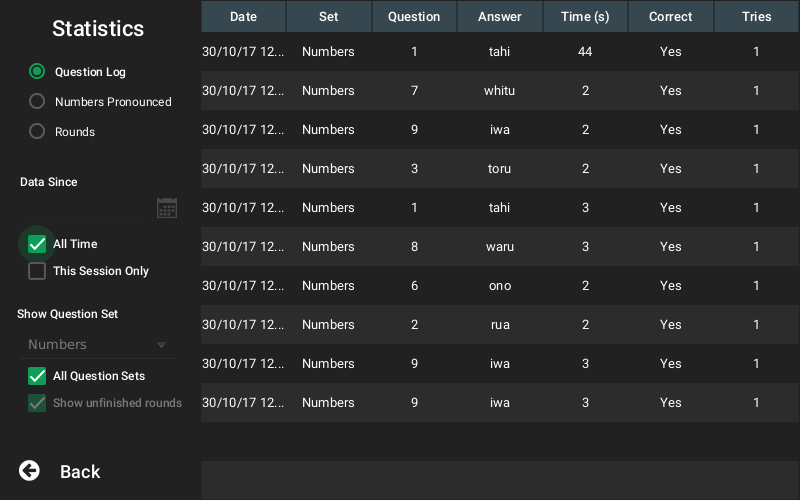 Statistics
Question Log
Numbers Pronounced
Rounds
Data Since
All Time
This Session Only
Show Question Set
Numbers
All Question Sets
Show unfinished rounds
Back
Date Set Question Answer Time (s) Correct Tries
30/10/17 12... Numbers 1 tahi 44 Yes 1
30/10/17 12... Numbers 7 whitu 2 Yes 1
30/10/17 12... Numbers 9 iwa 2 Yes 1
30/10/17 12... Numbers 3 toru 2 Yes 1
30/10/17 12... Numbers 1 tahi 3 Yes 1
30/10/17 12... Numbers 8 waru 3 Yes 1
30/10/17 12... Numbers 6 ono 2 Yes 1
30/10/17 12... Numbers 2 rua 2 Yes 1
30/10/17 12... Numbers 9 iwa 3 Yes 1
30/10/17 12... Numbers 9 iwa 3 Yes 1